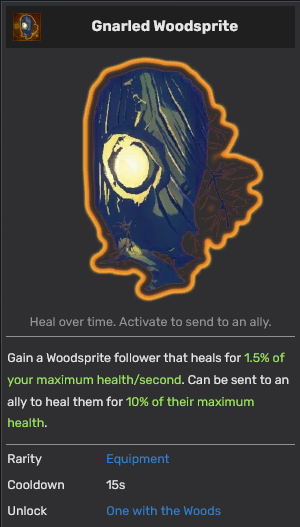 Gnarled Woodsprite
Heal over time. Activate to send to an ally.
Gain a Woodsprite follower that heals for 1.5% of
your maximum health/second. Can be sent to an
ally to heal them for 10% of their maximum
health.
Rarity Equipment
Cooldown 15s
Unlock One with the Woods